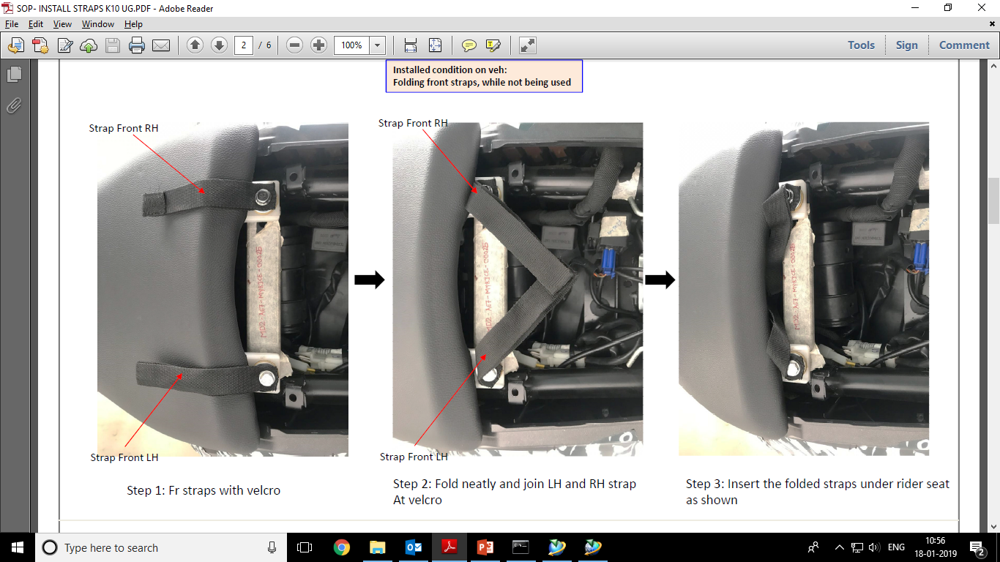 SOP- INSTALL STRAPS K10 UG.PDF - Adobe Reader
File Edit View Window Help
2 / 6 100% Tools Sign Comment
Installed condition on veh:
Folding front straps, while not being used
Strap Front RH
Strap Front RH
Strap Front LH
Strap Front LH
Step 1: Fr straps with velcro
Step 2: Fold neatly and join LH and RH strap
At velcro
Step 3: Insert the folded straps under rider seat
as shown
Type here to search
ENG
10:56
18-01-2019
2